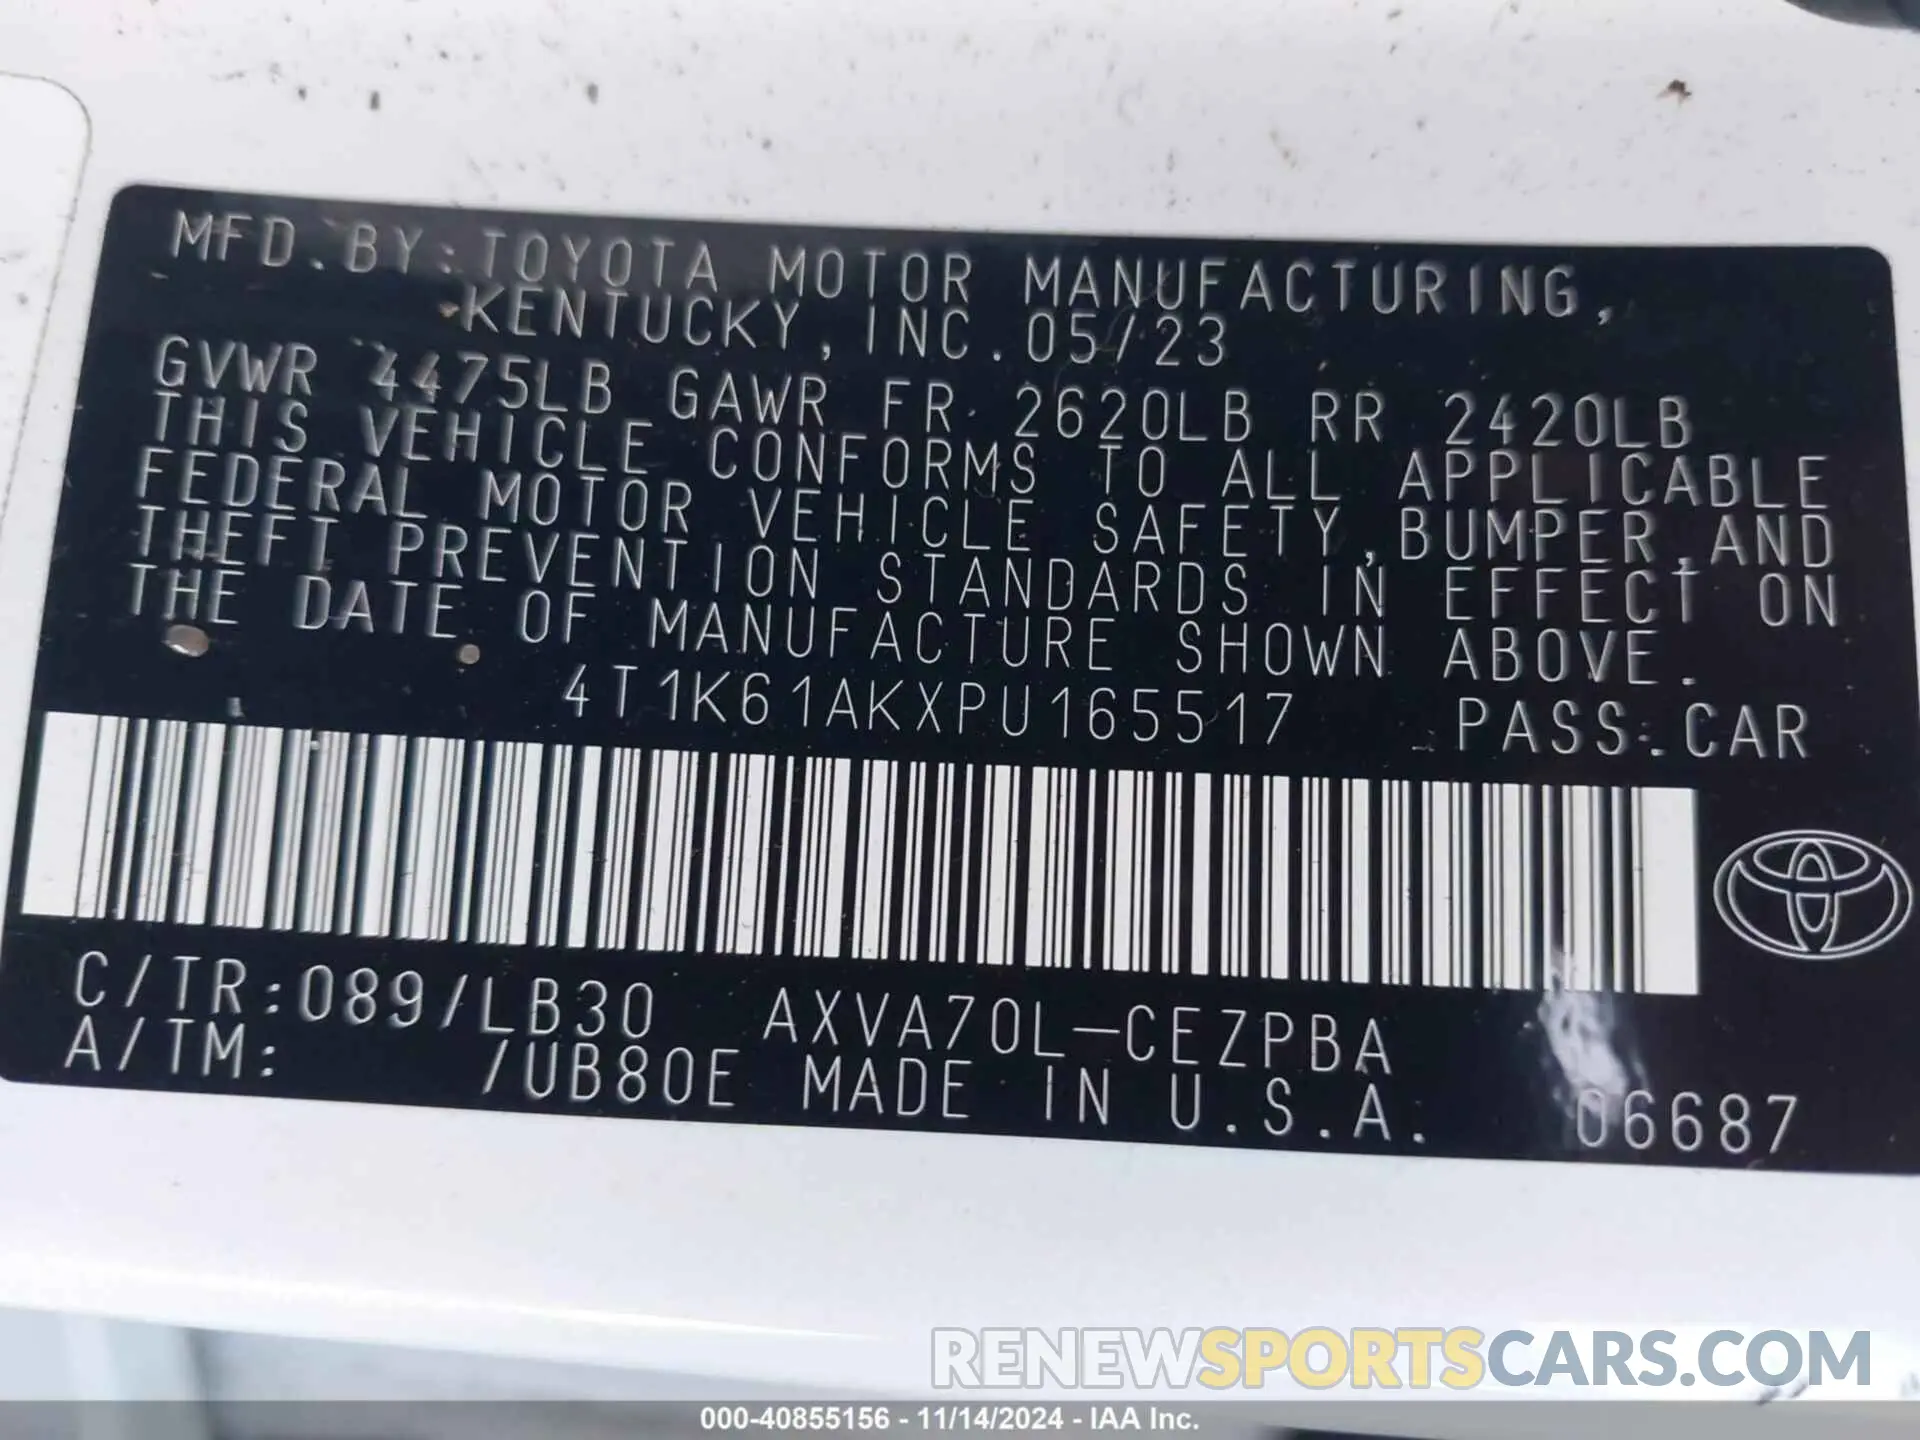 MFD.BY:TOYOTA MOTOR MANUFACTURING,
KENTUCKY, INC. 05/23
GVWR 4475LB GAWR FR 2620LB RR 2420LB
THIS VEHICLE CONFORMS TO ALL APPLICABLE
FEDERAL MOTOR VEHICLE SAFETY, BUMPER, AND
THEFT PREVENTION STANDARDS IN EFFECT ON
THE DATE OF MANUFACTURE SHOWN ABOVE.
4T1K61AKXPU165517 PASS. CAR
C/TR:089/LB30 AXVA70L-CEZPBA
A/TM: /UB80E MADE IN U.S.A. 06687
RENEWSPORTSCARS.COM
000-40855156 - 11/14/2024 - IAA Inc.